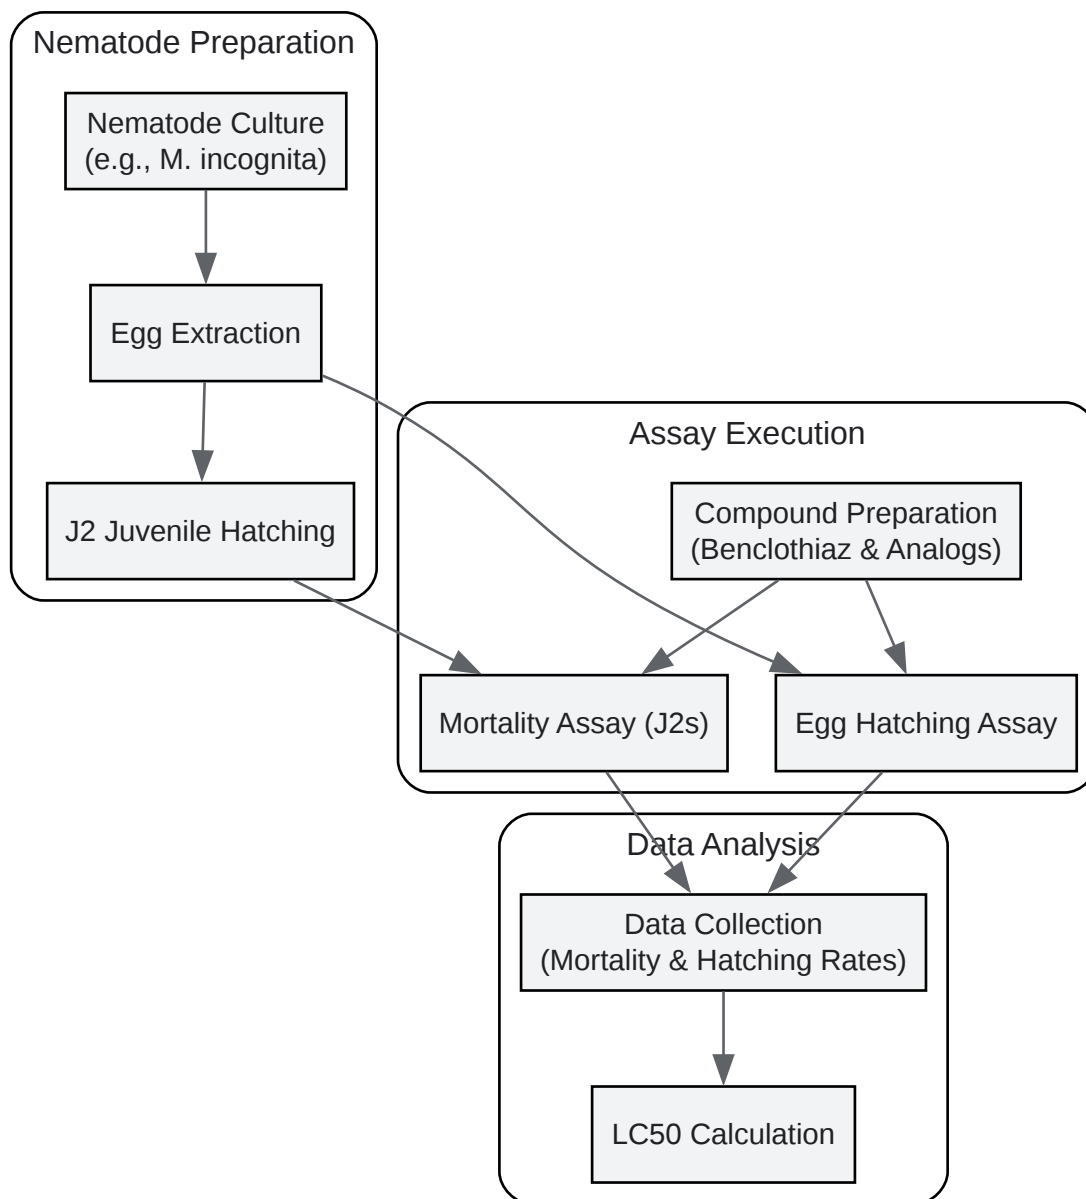 Nematode Preparation
Nematode Culture
(e.g., M. incognita)
Egg Extraction
J2 Juvenile Hatching
Assay Execution
Compound Preparation
(Benclothiaz & Analogs)
Mortality Assay (J2s)
Egg Hatching Assay
Data Analysis
Data Collection
(Mortality & Hatching Rates)
LC50 Calculation